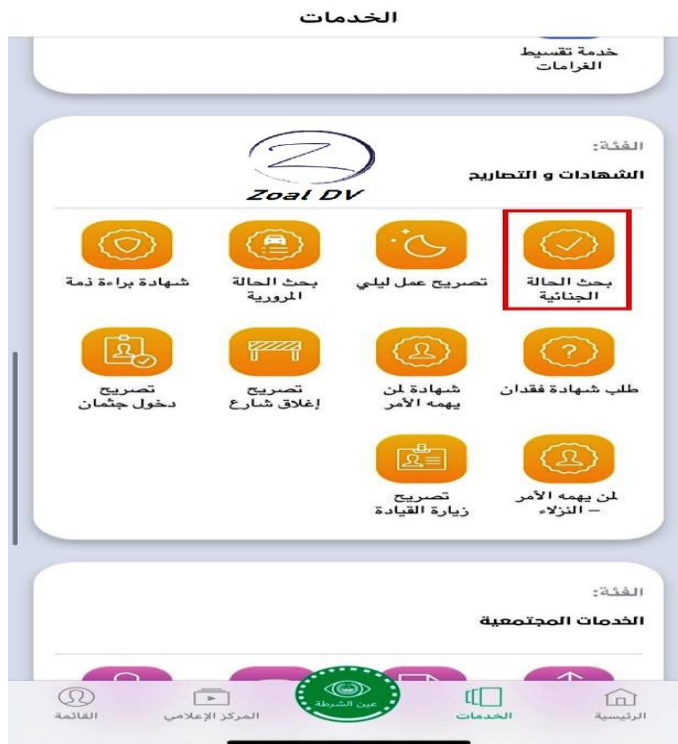 الخدمات
خدمة تقسيط
الغرامات
الفئة:
الشهادات و التصاريح
Z
Zoal DV
بحث الحالة
الجنائية
تصريح عمل ليلي
بحث الحالة
المرورية
شهادة براءة ذمة
طلب شهادة فقدان
شهادة لمن
يهمه الأمر
تصريح
إغلاق شارع
تصريح
دخول جثمان
لمن يهمه الأمر
– النزلاء
تصريح
زيارة القيادة
الفئة:
الخدمات المجتمعية
الرئيسية
الخدمات
عين الشرطة
المركز الإعلامي
القائمة